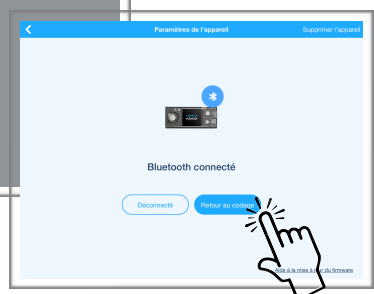 Paramètres de l'appareil
Supprimer l'appareil
Bluetooth connecté
Déconnecté
Retour au codage
Aide à la mise à jour du firmware